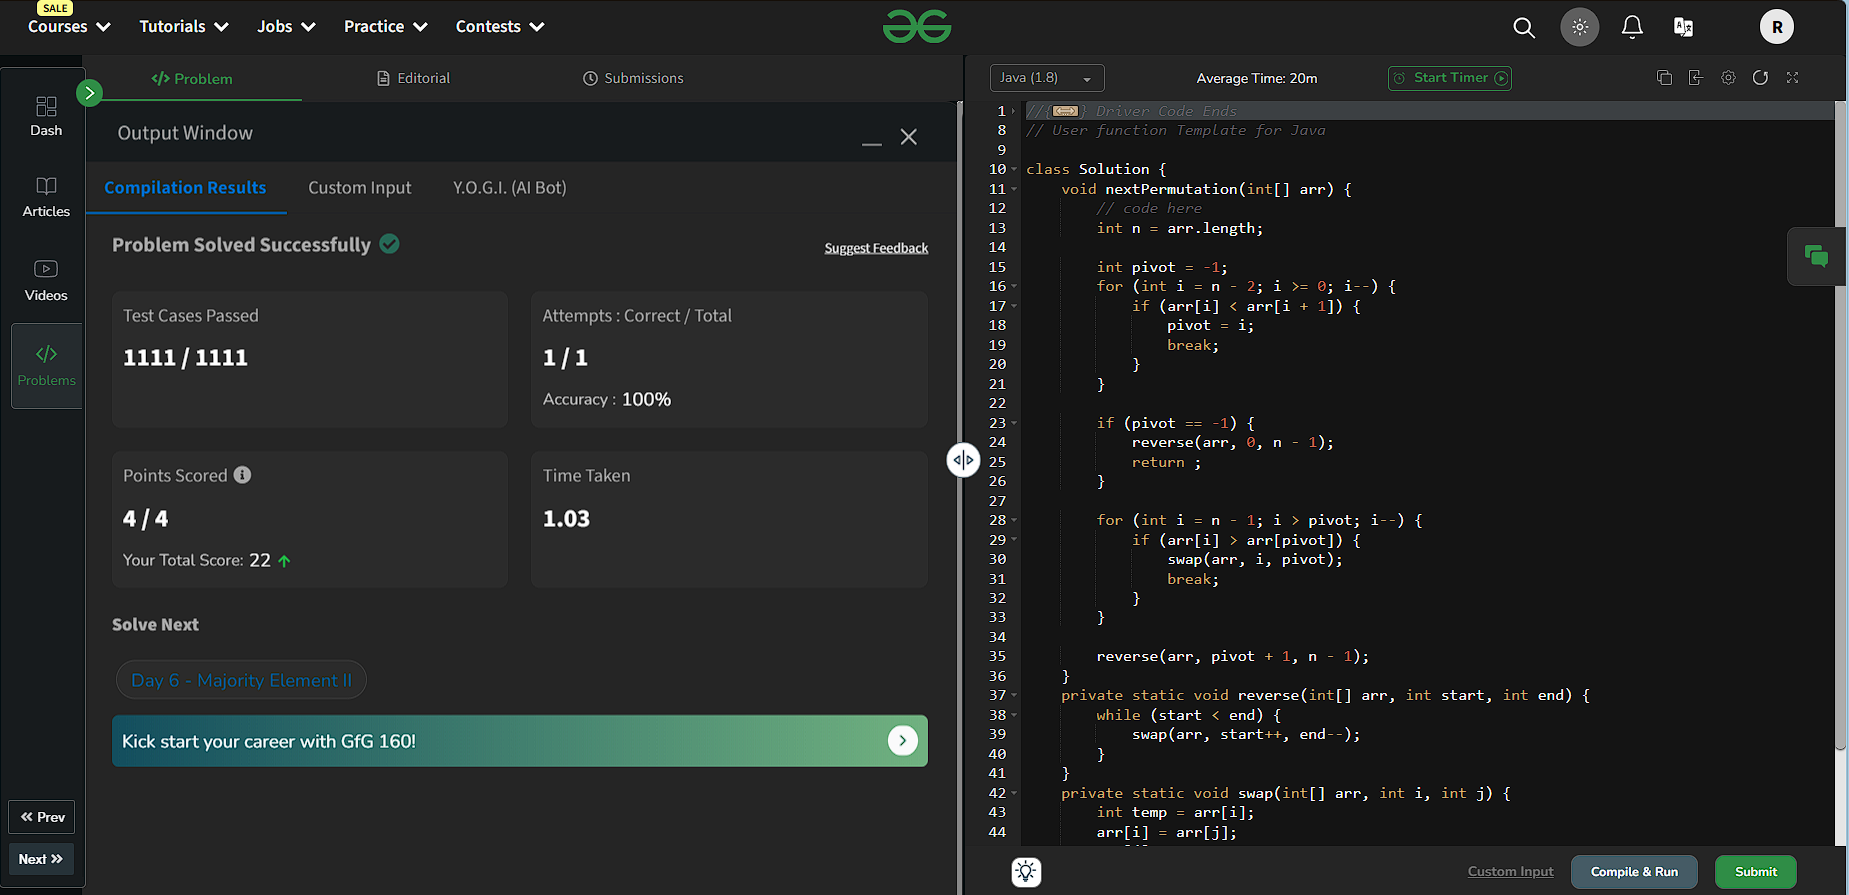 SALE
Courses Tutorials Jobs Practice Contests
R
Dash
Articles
Videos
</>
Problems
Prev
Next
</> Problem Editorial Submissions
Output Window
Compilation Results Custom Input Y.O.G.I. (AI Bot)
Problem Solved Successfully
Suggest Feedback
Test Cases Passed
1111 / 1111
Attempts : Correct / Total
1 / 1
Accuracy : 100%
Points Scored
4 / 4
Your Total Score: 22
Time Taken
1.03
Solve Next
Day 6 - Majority Element II
Kick start your career with GfG 160!
Java (1.8) Average Time: 20m Start Timer
1 //{ } Driver Code Ends
8 // User function Template for Java
9
10 class Solution {
11 void nextPermutation(int[] arr) {
12 // code here
13 int n = arr.length;
14
15 int pivot = -1;
16 for (int i = n - 2; i >= 0; i--) {
17 if (arr[i] < arr[i + 1]) {
18 pivot = i;
19 break;
20 }
21 }
22
23 if (pivot == -1) {
24 reverse(arr, 0, n - 1);
25 return ;
26 }
27
28 for (int i = n - 1; i > pivot; i--) {
29 if (arr[i] > arr[pivot]) {
30 swap(arr, i, pivot);
31 break;
32 }
33 }
34
35 reverse(arr, pivot + 1, n - 1);
36 }
37 private static void reverse(int[] arr, int start, int end) {
38 while (start < end) {
39 swap(arr, start++, end--);
40 }
41 }
42 private static void swap(int[] arr, int i, int j) {
43 int temp = arr[i];
44 arr[i] = arr[j];
Custom Input Compile & Run Submit